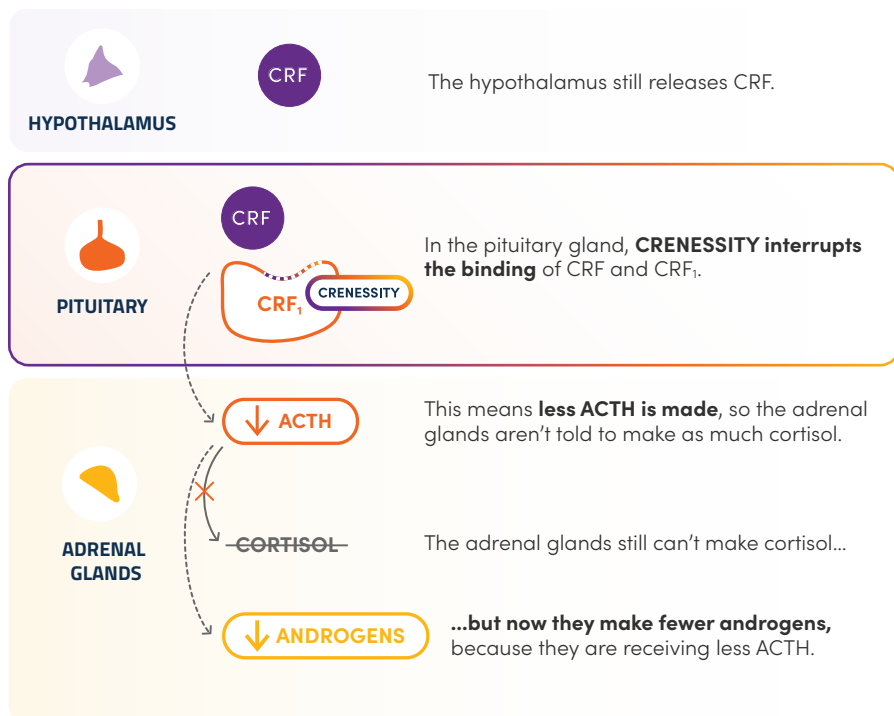 CRF
The hypothalamus still releases CRF.
HYPOTHALAMUS
CRF
In the pituitary gland, CRENESSITY interrupts
the binding of CRF and CRF₁.
CRENESSITY
CRF₁
PITUITARY
ACTH
This means less ACTH is made, so the adrenal
glands aren’t told to make as much cortisol.
ADRENAL
GLANDS
CORTISOL
The adrenal glands still can’t make cortisol...
ANDROGENS
...but now they make fewer androgens,
because they are receiving less ACTH.